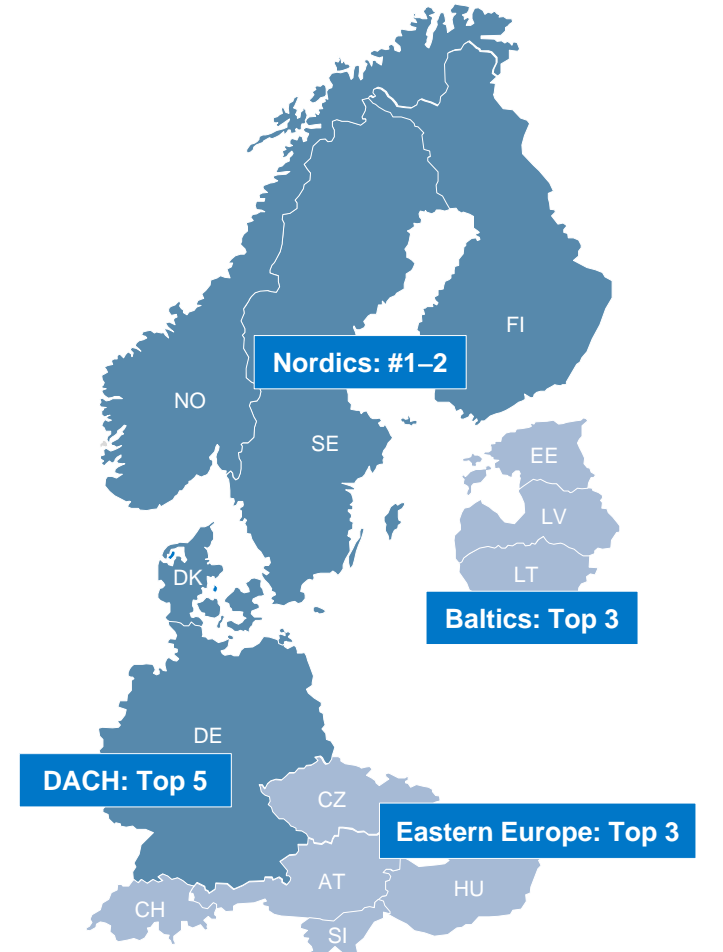 FI
Nordics: #1–2
NO
SE
EE
LV
DK
LT
Baltics: Top 3
DE
DACH: Top 5
CZ
Eastern Europe: Top 3
AT
HU
CH
SI